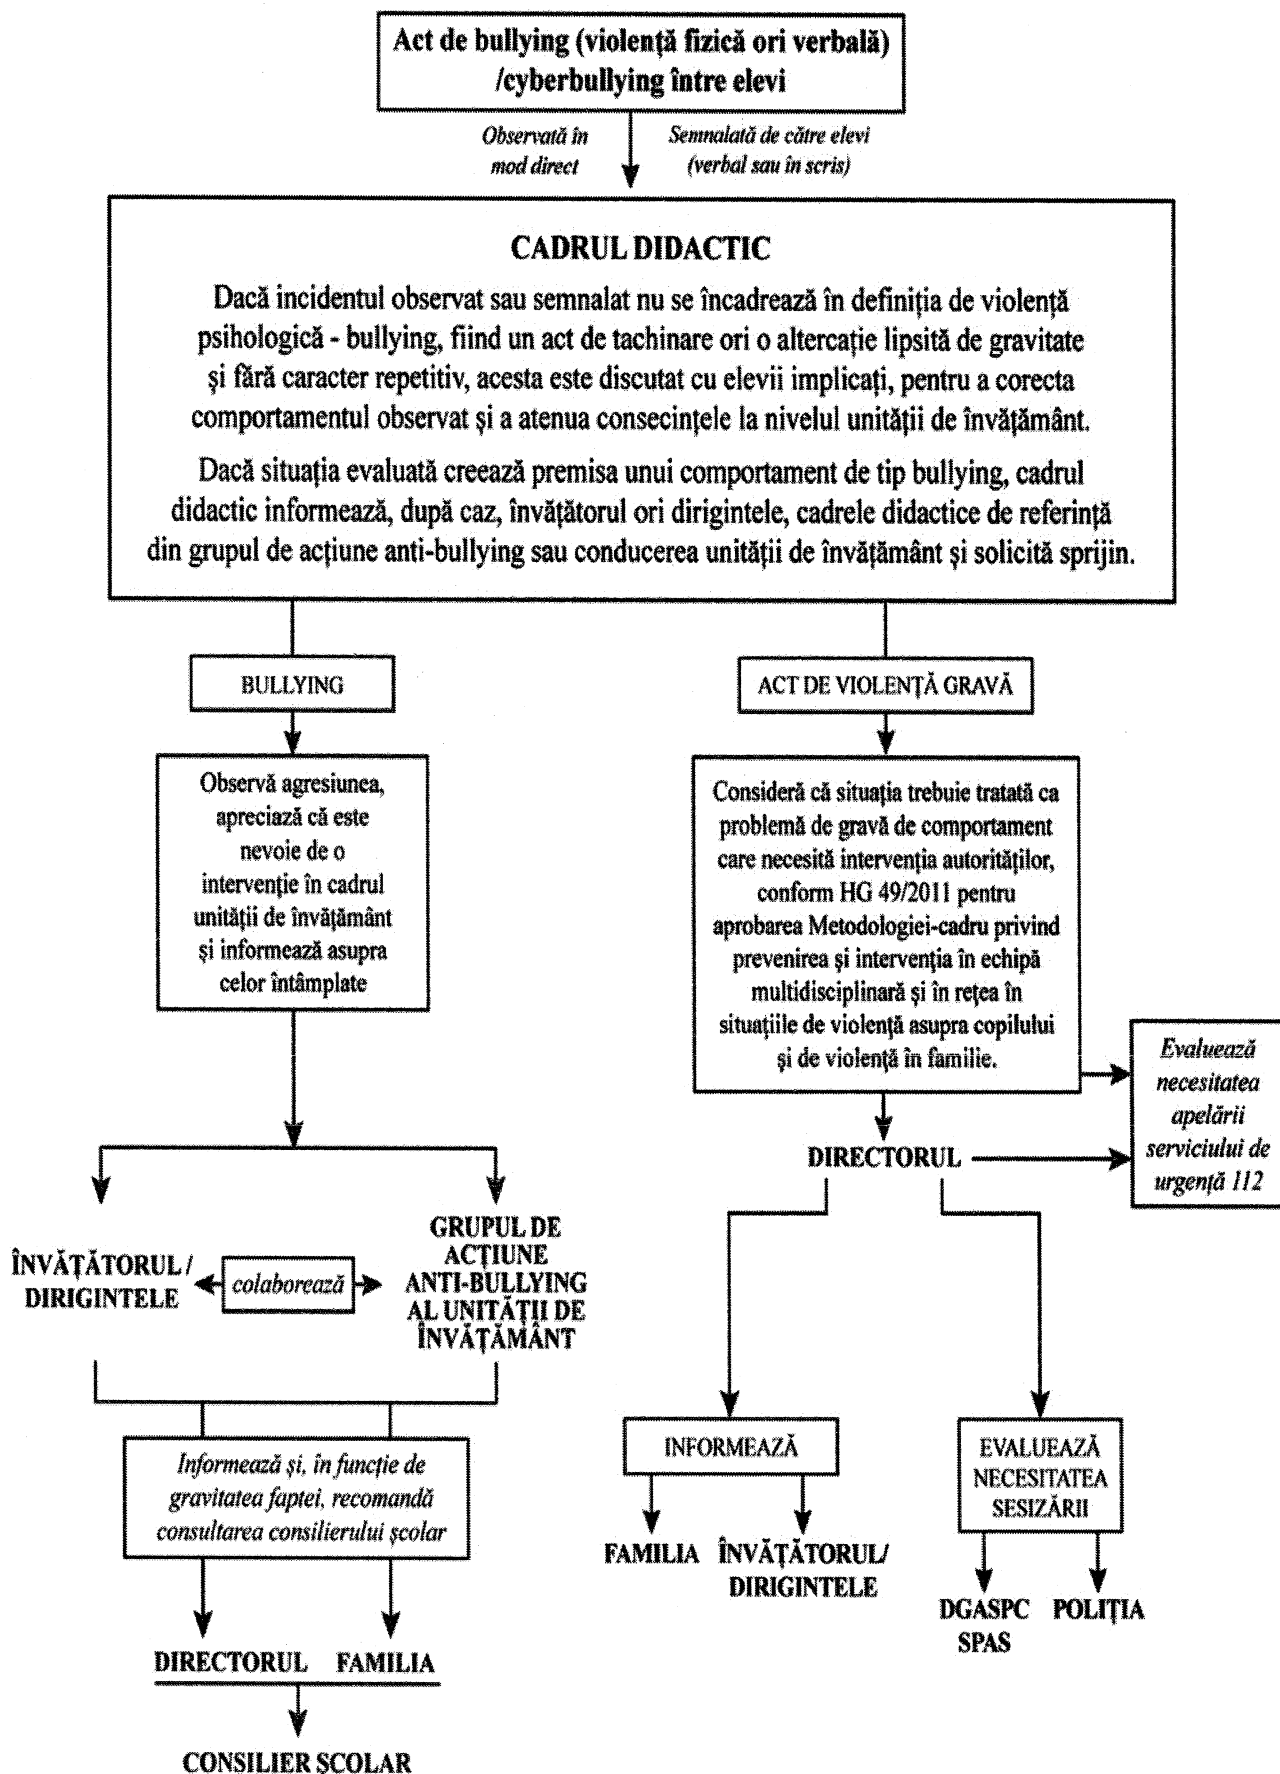 Act de bullying (violență fizică ori verbală)
/cyberbullying între elevi
Observată în
mod direct
Semnalată de către elevi
(verbal sau în scris)
CADRUL DIDACTIC
Dacă incidentul observat sau semnalat nu se încadrează în definiția de violență
psihologică - bullying, fiind un act de tachinare ori o altercație lipsită de gravitate
și fără caracter repetitiv, acesta este discutat cu elevii implicați, pentru a corecta
comportamentul observat și a atenua consecințele la nivelul unității de învățământ.
Dacă situația evaluată creează premisa unui comportament de tip bullying, cadrul
didactic informează, după caz, învățătorul ori dirigintele, cadrele didactice de referință
din grupul de acțiune anti-bullying sau conducerea unității de învățământ și solicită sprijin.
BULLYING
Observă agresiunea,
apreciază că este
nevoie de o
intervenție în cadrul
unității de învățământ
și informează asupra
celor întâmplate
ÎNVĂȚĂTORUL /
DIRIGINTELE
colaborează
GRUPUL DE
ACȚIUNE
ANTI-BULLYING
AL UNITĂȚII DE
ÎNVĂȚĂMÂNT
Informează și, în funcție de
gravitatea faptei, recomandă
consultarea consilierului școlar
DIRECTORUL FAMILIA
CONSILIER ȘCOLAR
ACT DE VIOLENȚĂ GRAVĂ
Consideră că situația trebuie tratată ca
problemă de gravă de comportament
care necesită intervenția autorităților,
conform HG 49/2011 pentru
aprobarea Metodologiei-cadru privind
prevenirea și intervenția în echipă
multidisciplinară și în rețea în
situațiile de violență asupra copilului
și de violență în familie.
Evaluează
necesitatea
apelării
serviciului de
urgență 112
DIRECTORUL
INFORMEAZĂ
FAMILIA
ÎNVĂȚĂTORUL/
DIRIGINTELE
EVALUEAZĂ
NECESITATEA
SESIZĂRII
DGASPC
SPAS
POLIȚIA